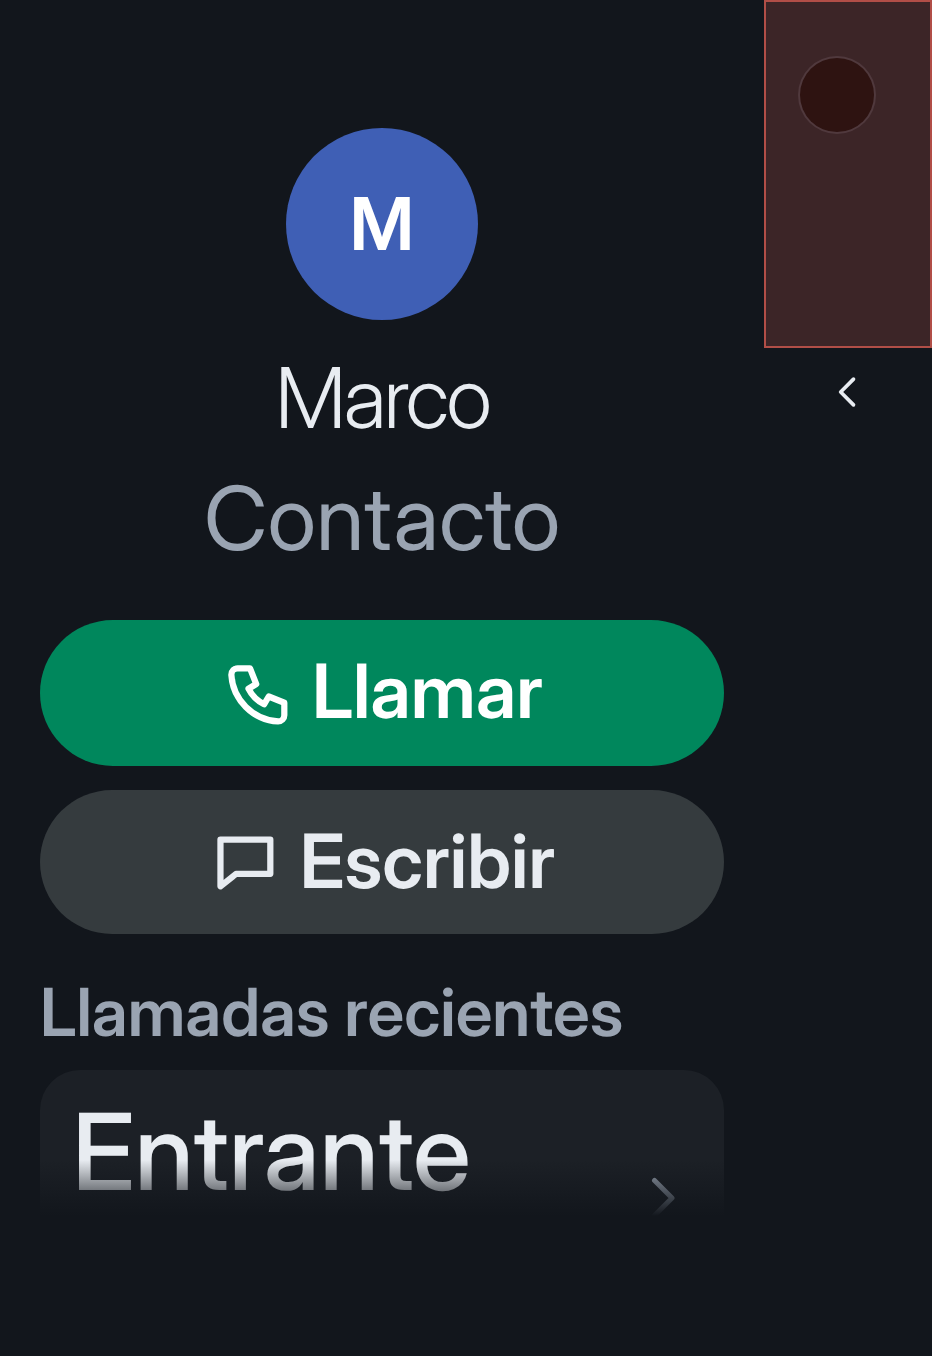 M
Marco
Contacto
Llamar
Escribir
Llamadas recientes
Entrante